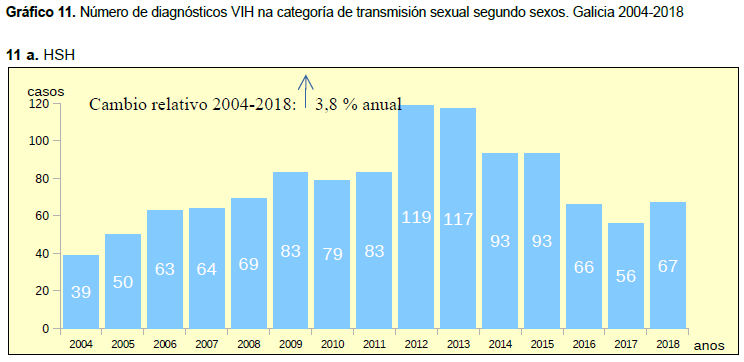 Gráfico 11. Número de diagnósticos VIH na categoría de transmisión sexual segundo sexos. Galicia 2004-2018
11 a. HSH
casos
Cambio relativo 2004-2018: ↑ 3,8 % anual
120
100
80
60
40
20
0
39 50 63 64 69 83 79 83 119 117 93 93 66 56 67
2004 2005 2006 2007 2008 2009 2010 2011 2012 2013 2014 2015 2016 2017 2018 anos